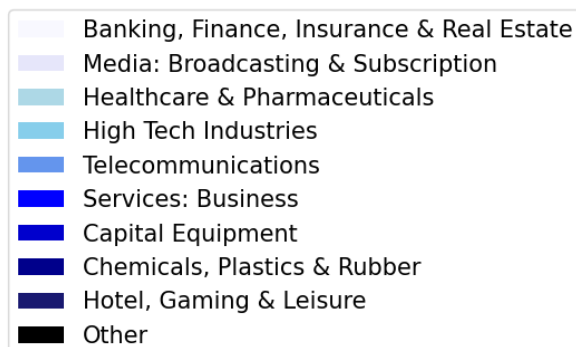 Banking, Finance, Insurance & Real Estate
Media: Broadcasting & Subscription
Healthcare & Pharmaceuticals
High Tech Industries
Telecommunications
Services: Business
Capital Equipment
Chemicals, Plastics & Rubber
Hotel, Gaming & Leisure
Other